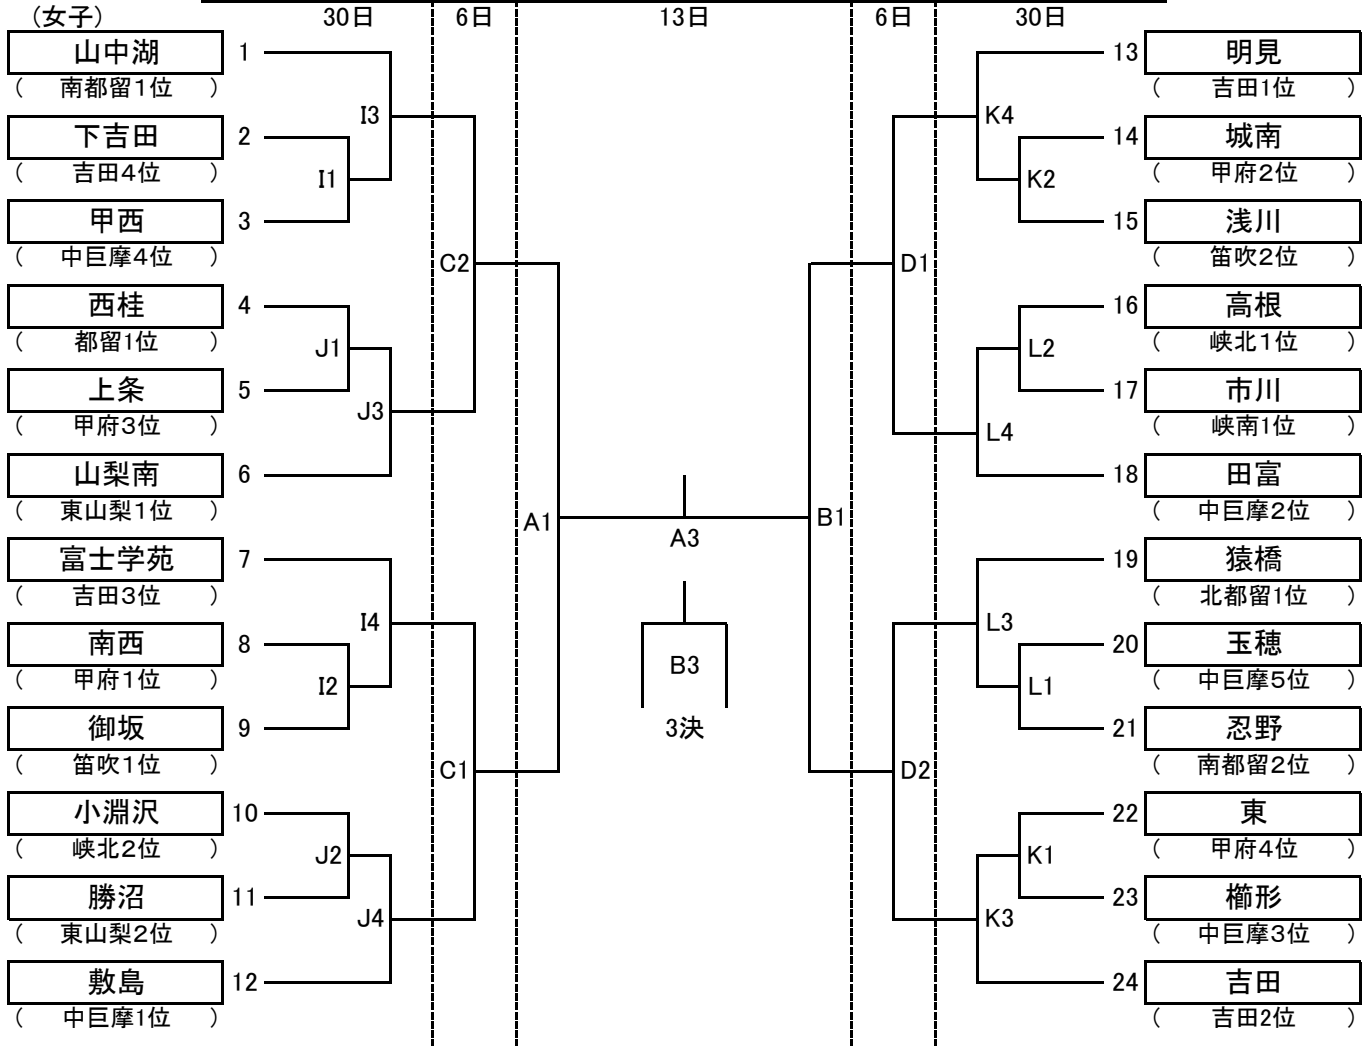 （女子） 30日 6日 13日 6日 30日
山中湖 1
（ 南都留１位 ）
I3
下吉田 2
（ 吉田４位 ）
I1
甲西 3
（ 中巨摩４位 ）
C2
西桂 4
（ 都留１位 ）
J1
上条 5
（ 甲府３位 ）
J3
山梨南 6
（ 東山梨１位 ）
A1
富士学苑 7
（ 吉田３位 ）
I4
南西 8
（ 甲府１位 ）
I2
御坂 9
（ 笛吹１位 ）
C1
小淵沢 10
（ 峡北２位 ）
J2
勝沼 11
（ 東山梨２位 ）
J4
敷島 12
（ 中巨摩1位 ）
A3
B3
3決
13 明見
（ 吉田1位 ）
K4
14 城南
（ 甲府２位 ）
K2
15 浅川
（ 笛吹２位 ）
D1
16 高根
（ 峡北１位 ）
L2
17 市川
（ 峡南1位 ）
L4
18 田富
（ 中巨摩２位 ）
B1
19 猿橋
（ 北都留1位 ）
L3
20 玉穂
（ 中巨摩５位 ）
L1
21 忍野
（ 南都留２位 ）
D2
22 東
（ 甲府４位 ）
K1
23 櫛形
（ 中巨摩３位 ）
K3
24 吉田
（ 吉田2位 ）